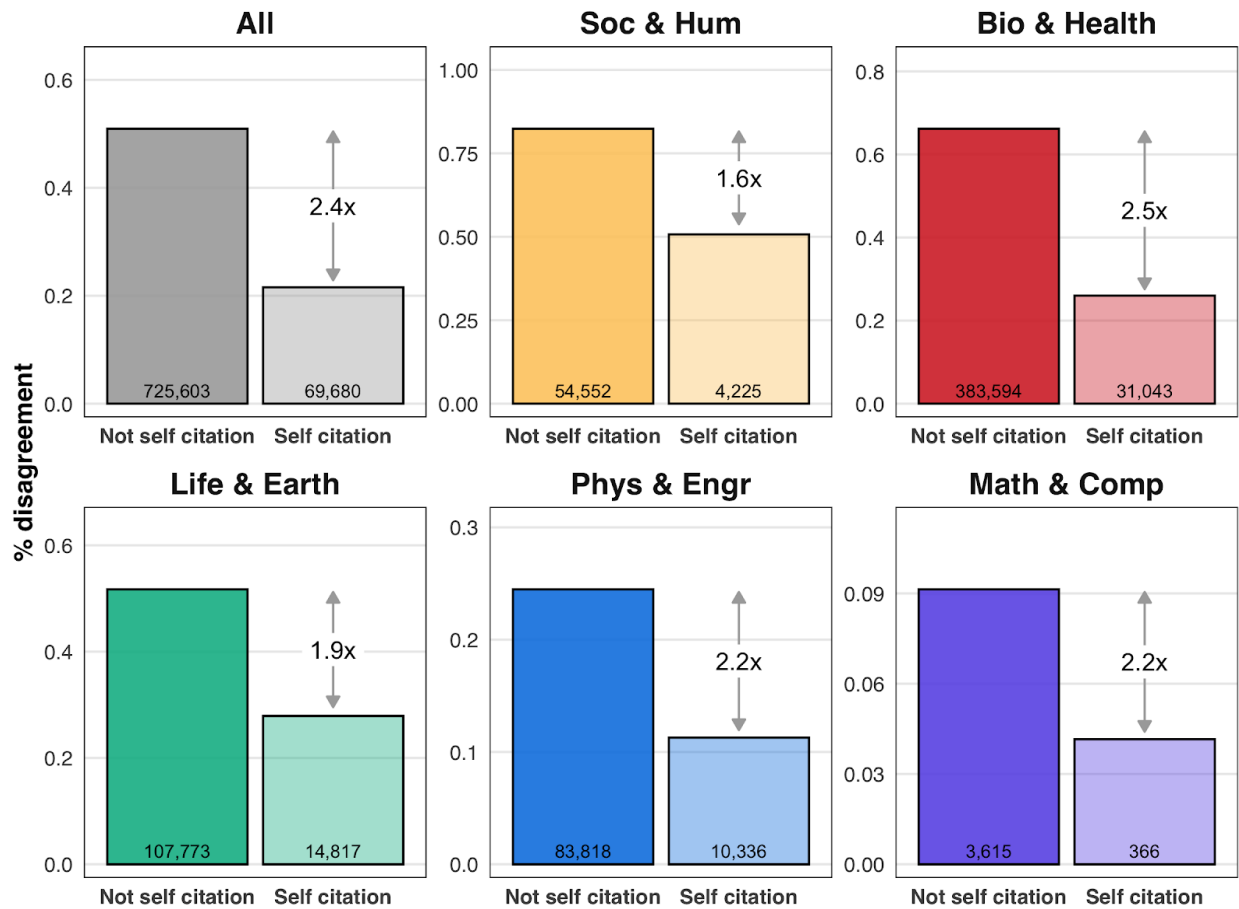 All
Soc & Hum
Bio & Health
0.6
0.4
0.2
0.0
2.4x
725,603
69,680
Not self citation
Self citation
1.00
0.75
0.50
0.25
0.00
1.6x
54,552
4,225
Not self citation
Self citation
0.8
0.6
0.4
0.2
0.0
2.5x
383,594
31,043
Not self citation
Self citation
% disagreement
Life & Earth
Phys & Engr
Math & Comp
0.6
0.4
0.2
0.0
1.9x
107,773
14,817
Not self citation
Self citation
0.3
0.2
0.1
0.0
2.2x
83,818
10,336
Not self citation
Self citation
0.09
0.06
0.03
0.00
2.2x
3,615
366
Not self citation
Self citation